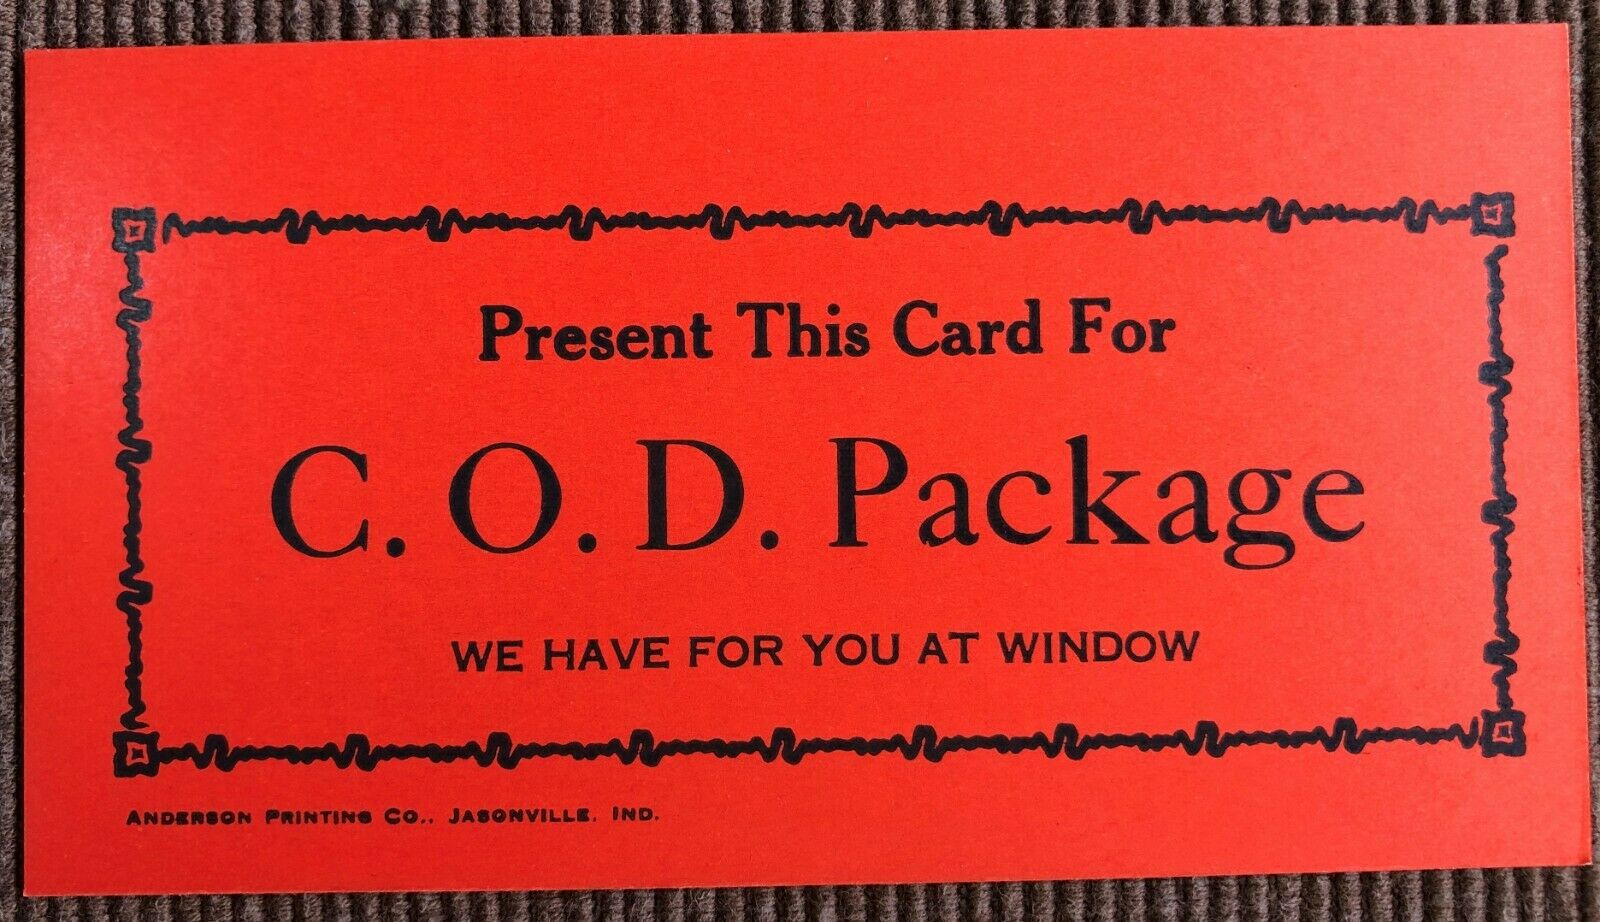 Present This Card For
C. O. D. Package
WE HAVE FOR YOU AT WINDOW
ANDERSON PRINTING CO., JASONVILLE, IND.